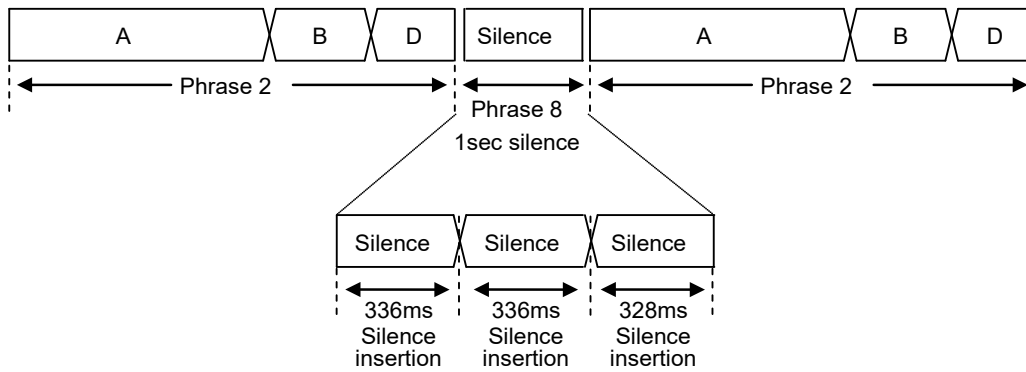 A B D Silence A B D
Phrase 2 Phrase 8 Phrase 2
1sec silence
Silence Silence Silence
336ms 336ms 328ms
Silence Silence Silence
insertion insertion insertion